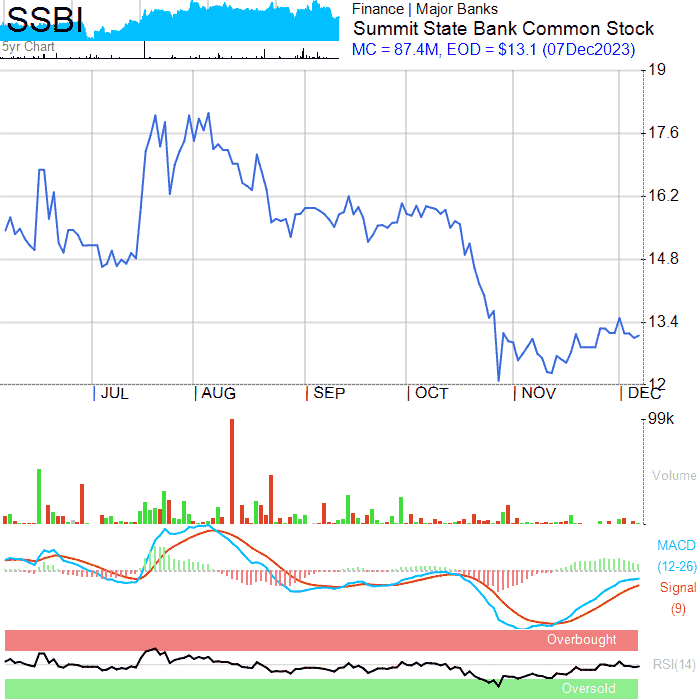 SSBI
5yr Chart
Finance | Major Banks
Summit State Bank Common Stock
MC = 87.4M, EOD = $13.1 (07Dec2023)
19
17.6
16.2
14.8
13.4
12
JUL AUG SEP OCT NOV DEC
99k
Volume
MACD
(12-26)
Signal
(9)
Overbought
RSI(14)
Oversold